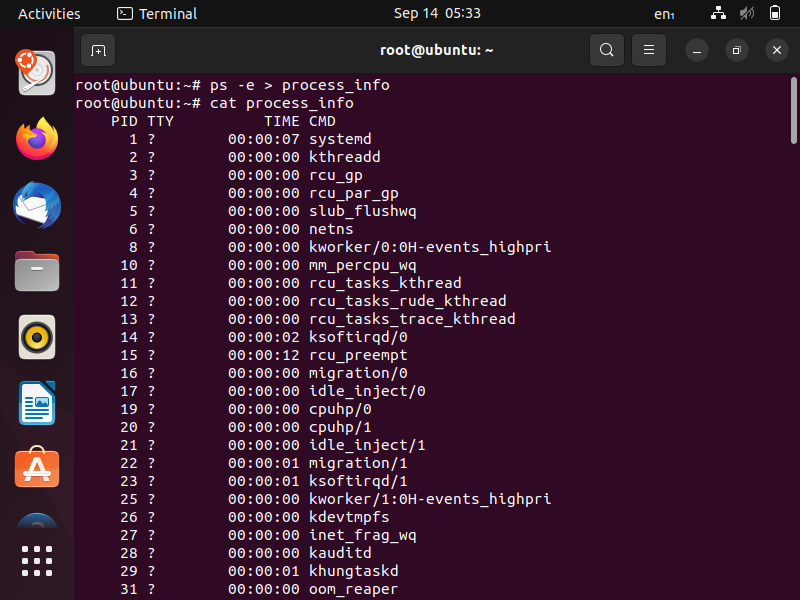 Activities Terminal Sep 14 05:33 en₁
root@ubuntu: ~
root@ubuntu:~# ps -e > process_info
root@ubuntu:~# cat process_info
PID TTY TIME CMD
1 ? 00:00:07 systemd
2 ? 00:00:00 kthreadd
3 ? 00:00:00 rcu_gp
4 ? 00:00:00 rcu_par_gp
5 ? 00:00:00 slub_flushwq
6 ? 00:00:00 netns
8 ? 00:00:00 kworker/0:0H-events_highpri
10 ? 00:00:00 mm_percpu_wq
11 ? 00:00:00 rcu_tasks_kthread
12 ? 00:00:00 rcu_tasks_rude_kthread
13 ? 00:00:00 rcu_tasks_trace_kthread
14 ? 00:00:02 ksoftirqd/0
15 ? 00:00:12 rcu_preempt
16 ? 00:00:00 migration/0
17 ? 00:00:00 idle_inject/0
19 ? 00:00:00 cpuhp/0
20 ? 00:00:00 cpuhp/1
21 ? 00:00:00 idle_inject/1
22 ? 00:00:01 migration/1
23 ? 00:00:01 ksoftirqd/1
25 ? 00:00:00 kworker/1:0H-events_highpri
26 ? 00:00:00 kdevtmpfs
27 ? 00:00:00 inet_frag_wq
28 ? 00:00:00 kauditd
29 ? 00:00:01 khungtaskd
31 ? 00:00:00 oom_reaper